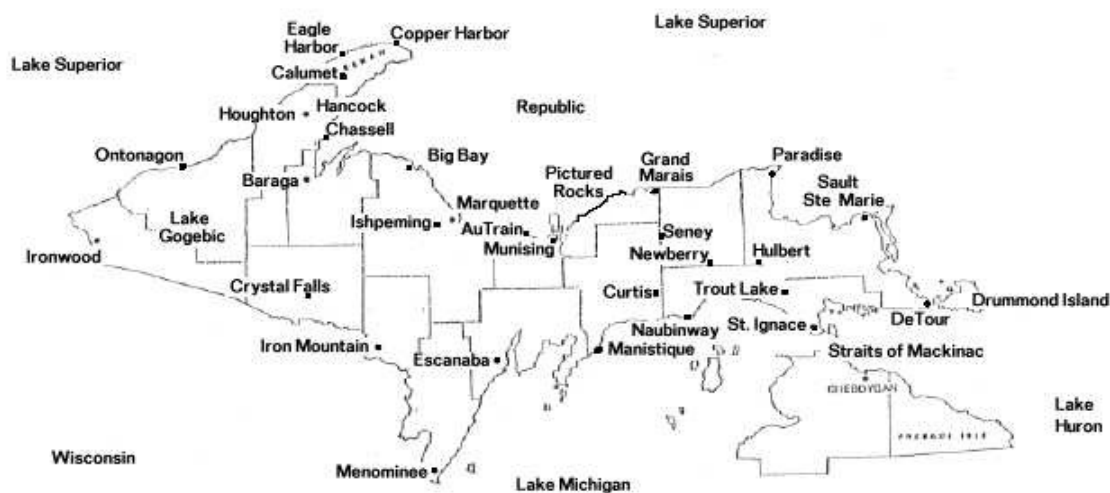 Lake Superior
Eagle
Harbor
Copper Harbor
Lake Superior
Calumet
Republic
Houghton
Hancock
Chassell
Ontonagon
Big Bay
Paradise
Grand
Marais
Pictured
Rocks
Sault
Ste Marie
Baraga
Marquette
Lake
Gogebic
Ishpeming
AuTrain
Munising
Seney
Ironwood
Newberry
Hulbert
Crystal Falls
Curtis
Trout Lake
Drummond Island
DeTour
Naubinway
St. Ignace
Iron Mountain
Escanaba
Manistique
Straits of Mackinac
CHEBOYGAN
Lake
Huron
PRESQUE ISLE
Wisconsin
Menominee
Lake Michigan